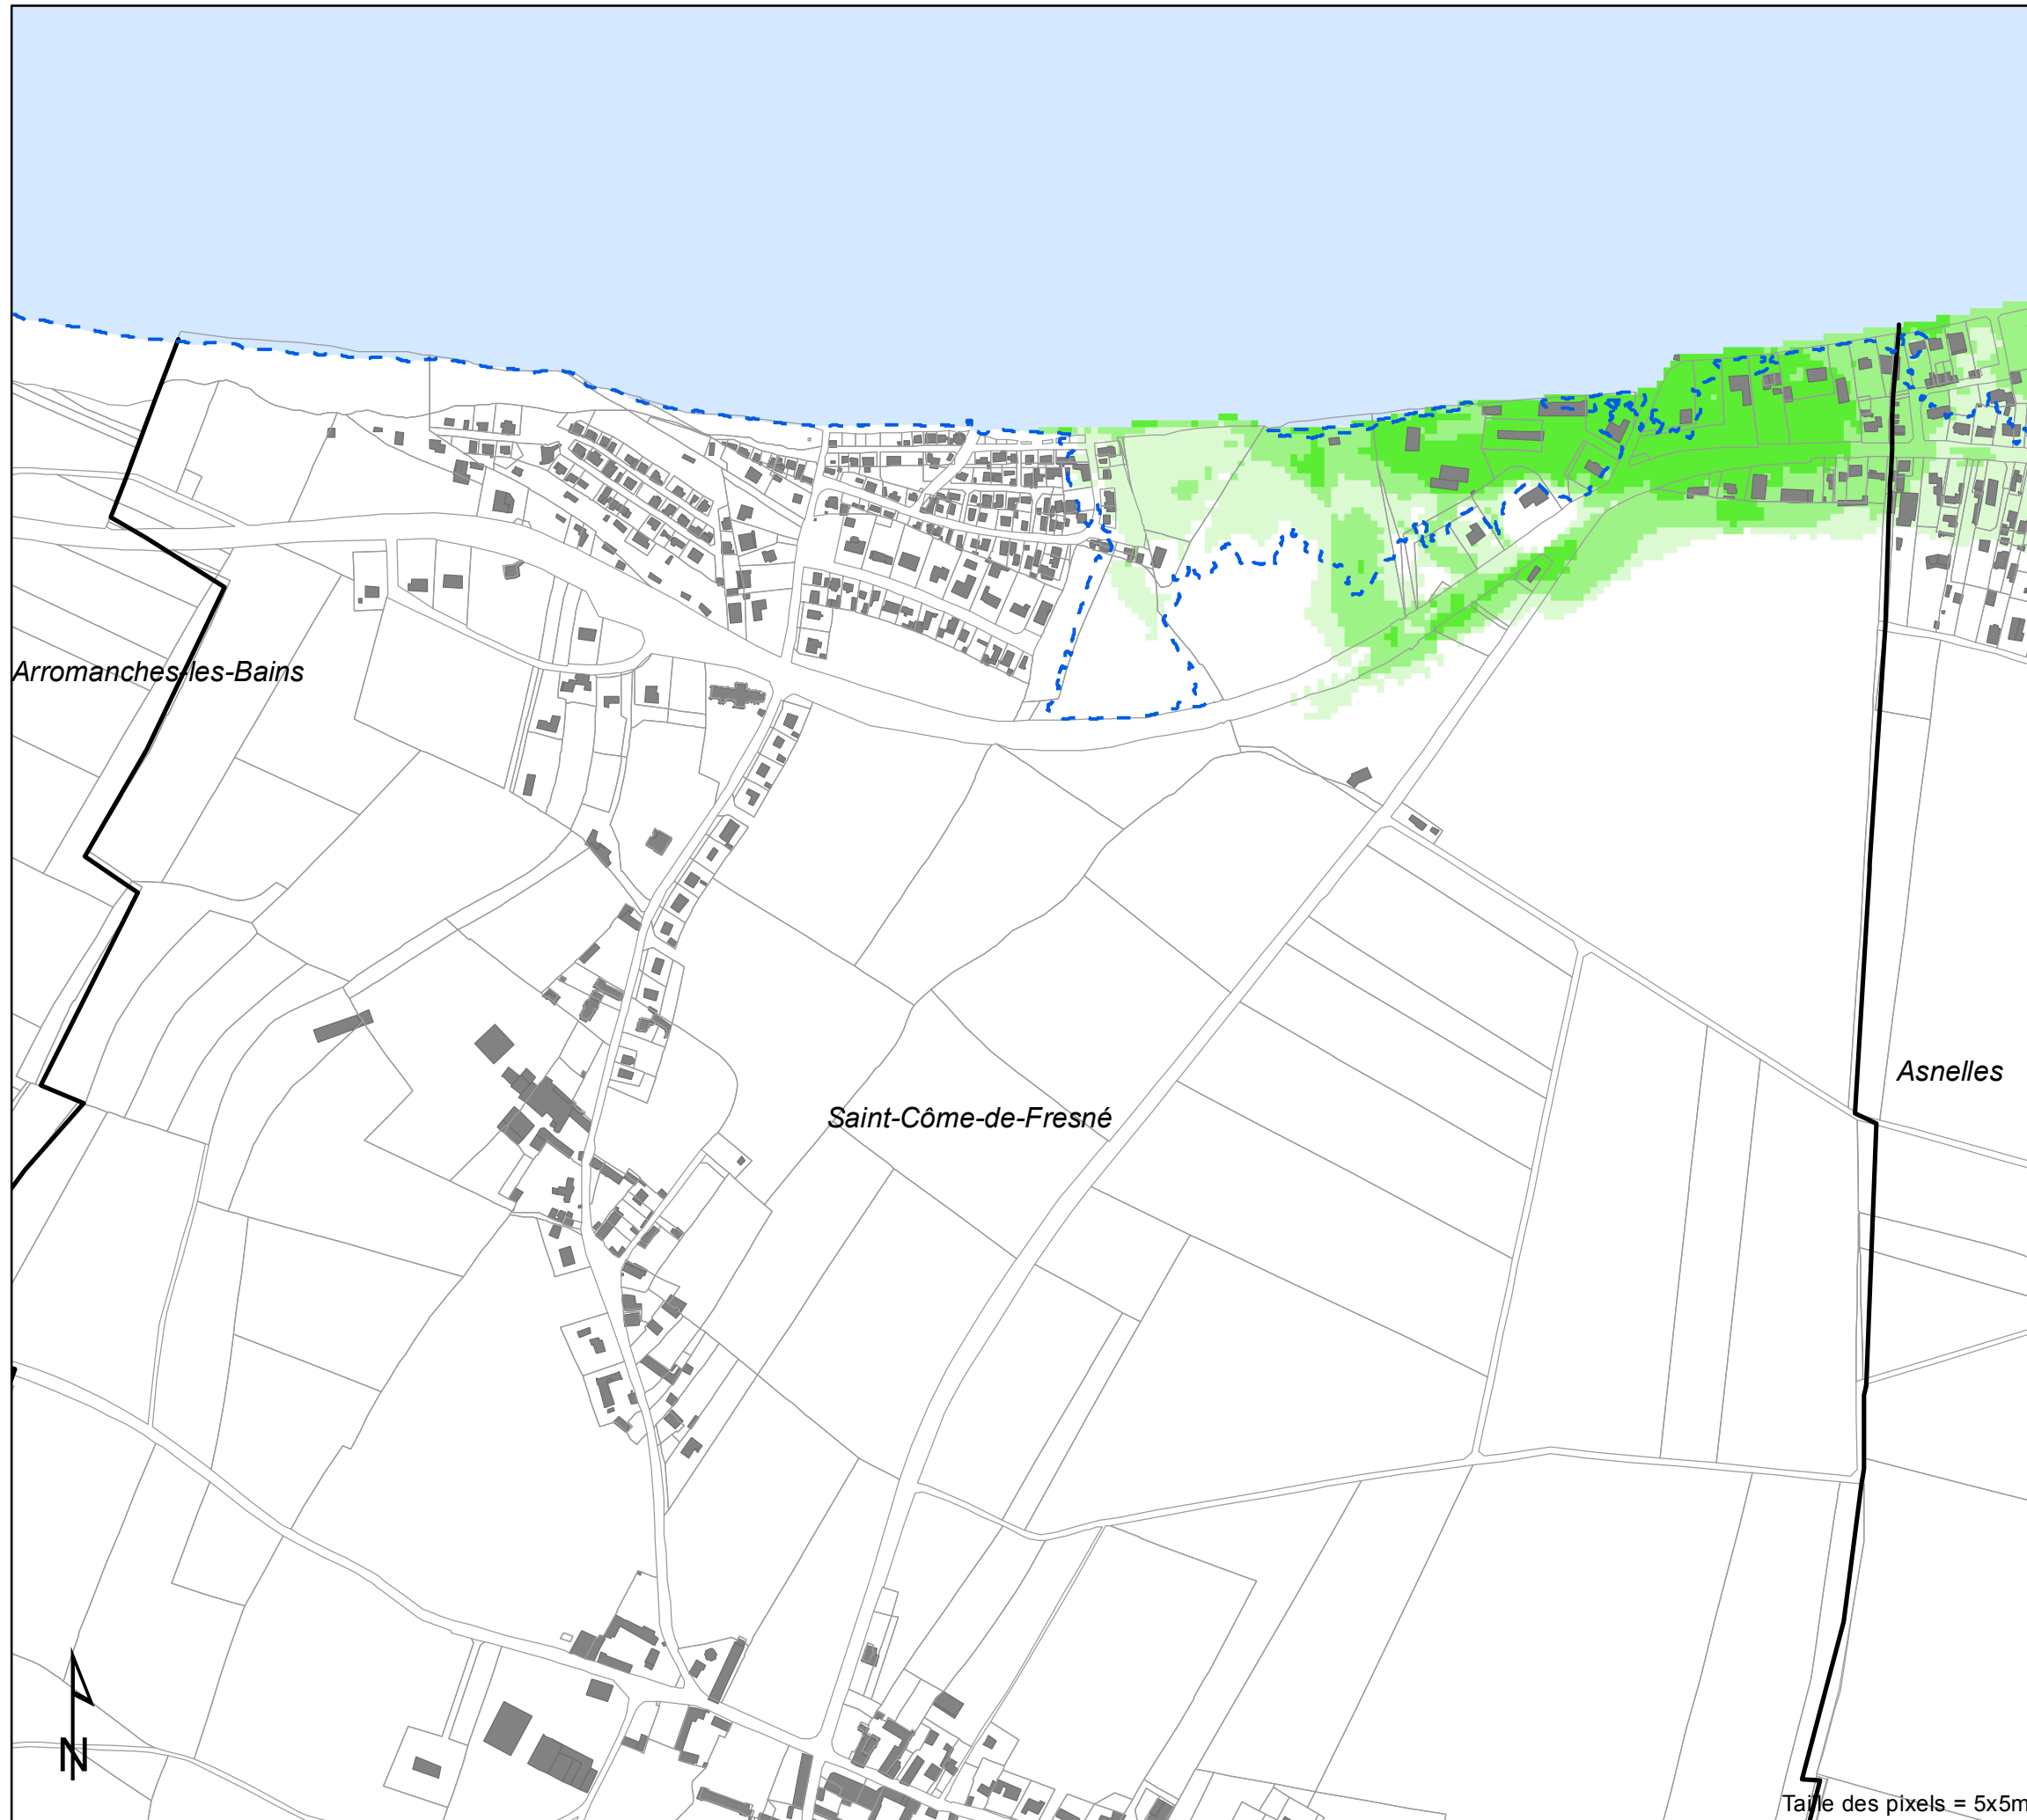 Arromanches-les-Bains
Asnelles
Saint-Côme-de-Fresné
N
Taille des pixels = 5x5m